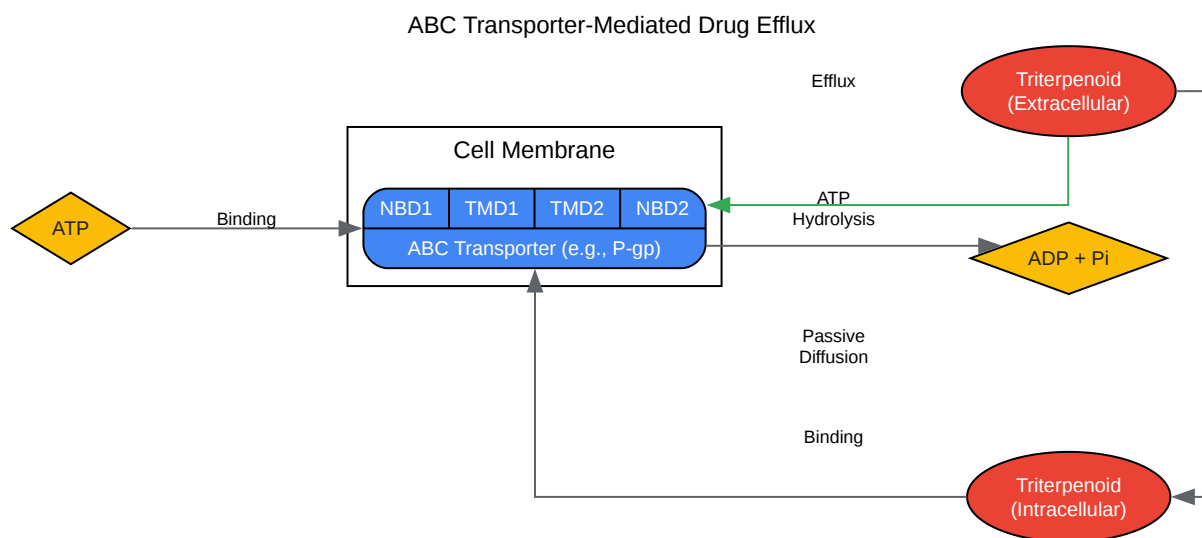 ABC Transporter-Mediated Drug Efflux
Efflux
Triterpenoid
(Extracellular)
Cell Membrane
NBD1
TMD1
TMD2
NBD2
ABC Transporter (e.g., P-gp)
ATP
Binding
ATP
Hydrolysis
ADP + Pi
Passive
Diffusion
Binding
Triterpenoid
(Intracellular)